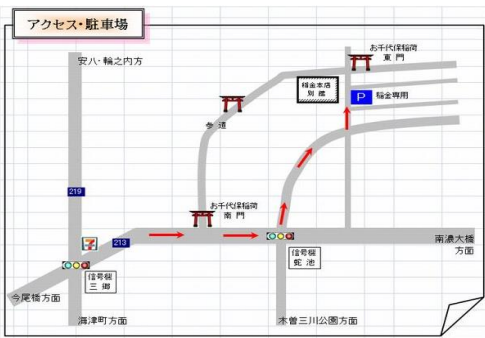 アクセス・駐車場
安八・輪之内方
お千代保稲荷
東門
稲金本店
別館
P
稲金専用
参道
219
お千代保稲荷
南門
7
213
信号機
三郷
信号機
蛇池
南濃大橋
方面
今尾橋方面
海津町方面
木曽三川公園方面